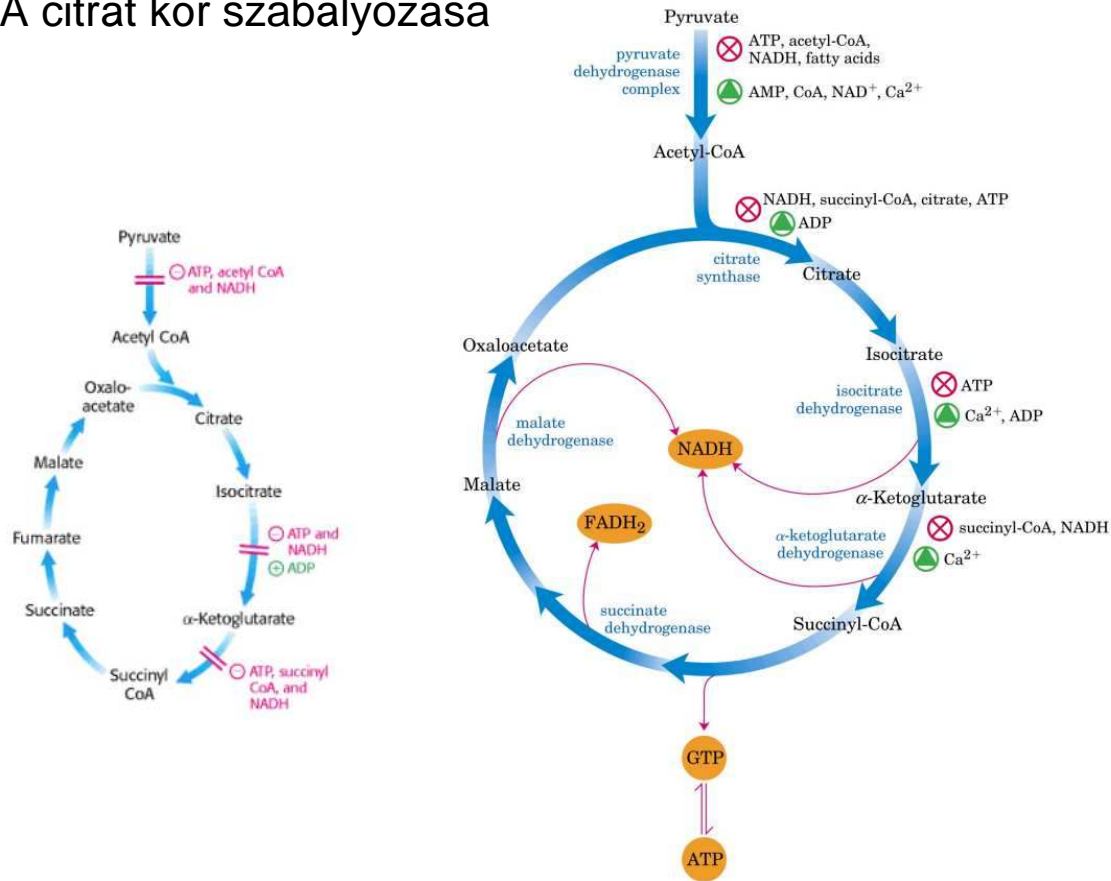 A citrát kör szabályozása
Pyruvate
⊖ ATP, acetyl CoA
and NADH
Acetyl CoA
Oxalo-
acetate
Citrate
Malate
Isocitrate
Fumarate
⊖ ATP and
NADH
⊕ ADP
Succinate
α-Ketoglutarate
Succinyl
CoA
⊖ ATP, succinyl
CoA, and
NADH
Pyruvate
pyruvate
dehydrogenase
complex
ATP, acetyl-CoA,
NADH, fatty acids
AMP, CoA, NAD⁺, Ca²⁺
Acetyl-CoA
NADH, succinyl-CoA, citrate, ATP
ADP
citrate
synthase
Citrate
Oxaloacetate
Isocitrate
isocitrate
dehydrogenase
ATP
Ca²⁺, ADP
malate
dehydrogenase
NADH
Malate
α-Ketoglutarate
FADH₂
α-ketoglutarate
dehydrogenase
succinyl-CoA, NADH
Ca²⁺
succinate
dehydrogenase
Succinyl-CoA
GTP
ATP